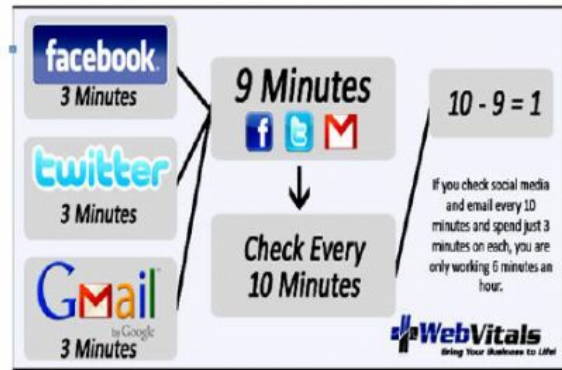 facebook.
3 Minutes
twitter
3 Minutes
Gmail
by Google
3 Minutes
9 Minutes
f t M
Check Every
10 Minutes
10 - 9 = 1
If you check social media
and email every 10
minutes and spend just 3
minutes on each, you are
only working 6 minutes an
hour.
WebVitals
Bring Your Business to Life!